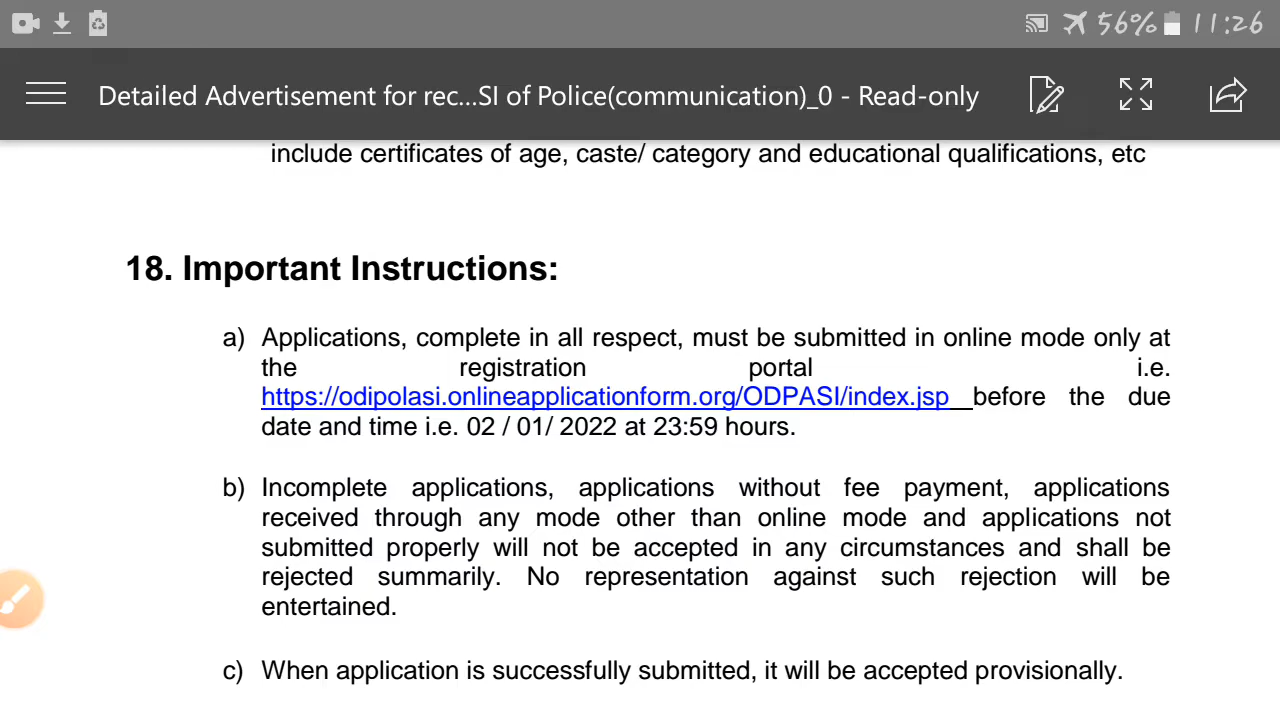 56% 11:26
Detailed Advertisement for rec...SI of Police(communication)_0 - Read-only
include certificates of age, caste/ category and educational qualifications, etc
18. Important Instructions:
a) Applications, complete in all respect, must be submitted in online mode only at
the registration portal i.e.
https://odipolasi.onlineapplicationform.org/ODPASI/index.jsp before the due
date and time i.e. 02 / 01/ 2022 at 23:59 hours.
b) Incomplete applications, applications without fee payment, applications
received through any mode other than online mode and applications not
submitted properly will not be accepted in any circumstances and shall be
rejected summarily. No representation against such rejection will be
entertained.
c) When application is successfully submitted, it will be accepted provisionally.